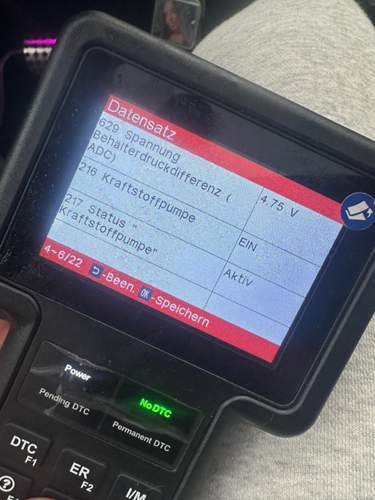 Datensatz
629 Spannung
Behälterdruckdifferenz (
ADC)
4.75 V
216 Kraftstoffpumpe
EIN
217 Status "
Kraftstoffpumpe"
Aktiv
4~6/22 -Been. OK -Speichern
Power
No DTC
Pending DTC
Permanent DTC
DTC
F1
ER
F2
I/M
?